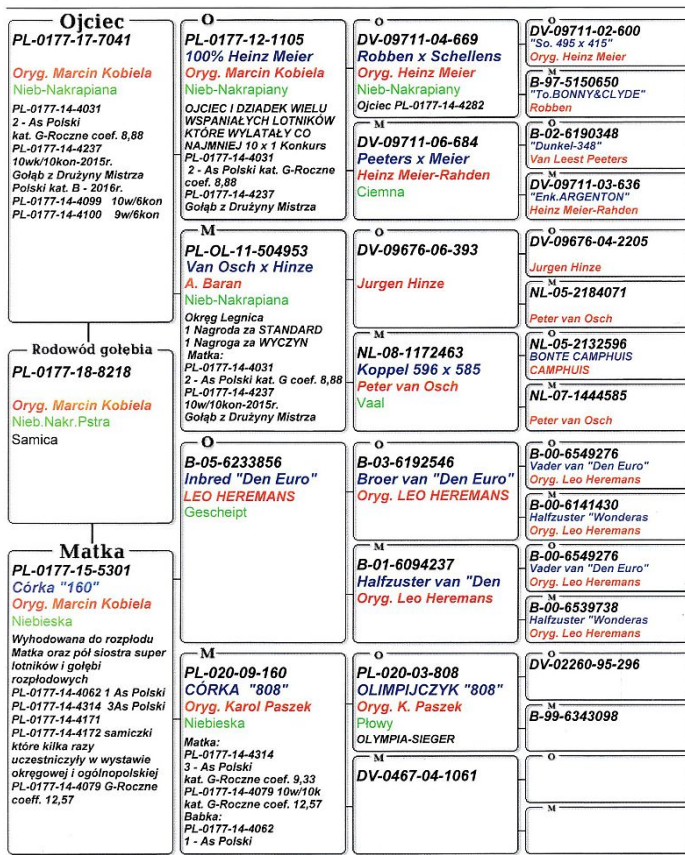 Ojciec
PL-0177-17-7041
Oryg. Marcin Kobiela
Nieb-Nakrapiana
PL-0177-14-4031
2 - As Polski
kat. G-Roczne coef. 8,88
PL-0177-14-4237
10wk/10kon-2015r.
Gołąb z Drużyny Mistrza
Polski kat. B - 2016r.
PL-0177-14-4099 10w/6kon
PL-0177-14-4100 9w/6kon
Rodowód gołębia
PL-0177-18-8218
Oryg. Marcin Kobiela
Nieb.Nakr.Pstra
Samica
Matka
PL-0177-15-5301
Córka "160"
Oryg. Marcin Kobiela
Niebieska
Wyhodowana do rozpłodu
Matka oraz pół siostra super
lotników i gołębi
rozpłodowych
PL-0177-14-4062 1 As Polski
PL-0177-14-4314 3As Polski
PL-0177-14-4171
PL-0177-14-4172 samiczki
które kilka razy
uczestniczyły w wystawie
okręgowej i ogólnopolskiej
PL-0177-14-4079 G-Roczne
coeff. 12,57
O
PL-0177-12-1105
100% Heinz Meier
Oryg. Marcin Kobiela
Nieb-Nakrapiany
OJCIEC I DZIADEK WIELU
WSPANIAŁYCH LOTNIKÓW
KTÓRE WYLATAŁY CO
NAJMNIEJ 10 x 1 Konkurs
PL-0177-14-4031
2 - As Polski kat. G-Roczne
coef. 8,88
PL-0177-14-4237
Gołąb z Drużyny Mistrza
M
PL-OL-11-504953
Van Osch x Hinze
A. Baran
Nieb-Nakrapiana
Okręg Legnica
1 Nagroda za STANDARD
1 Nagroga za WYCZYN
Matka:
PL-0177-14-4031
2 - As Polski kat. G coef. 8,88
PL-0177-14-4237
10w/10kon-2015r.
Gołąb z Drużyny Mistrza
O
B-05-6233856
Inbred "Den Euro"
LEO HEREMANS
Gescheipt
M
PL-020-09-160
CÓRKA "808"
Oryg. Karol Paszek
Niebieska
Matka:
PL-0177-14-4314
3 - As Polski
kat. G-Roczne coef. 9,33
PL-0177-14-4079 10w/10k
kat. G-Roczne coef. 12,57
Babka:
PL-0177-14-4062
1 - As Polski
O
DV-09711-04-669
Robben x Schellens
Oryg. Heinz Meier
Nieb-Nakrapiany
Ojciec PL-0177-14-4282
M
DV-09711-06-684
Peeters x Meier
Heinz Meier-Rahden
Ciemna
O
DV-09676-06-393
Jurgen Hinze
M
NL-08-1172463
Koppel 596 x 585
Peter van Osch
Vaal
O
B-03-6192546
Broer van "Den Euro"
Oryg. LEO HEREMANS
M
B-01-6094237
Halfzuster van "Den
Oryg. Leo Heremans
O
PL-020-03-808
OLIMPIJCZYK "808"
Oryg. K. Paszek
Płowy
OLYMPIA-SIEGER
M
DV-0467-04-1061
O
DV-09711-02-600
"So. 495 x 415"
Oryg. Heinz Meier
M
B-97-5150650
"To.BONNY&CLYDE"
Robben
O
B-02-6190348
"Dunkel-348"
Van Leest Peeters
M
DV-09711-03-636
"Enk.ARGENTON"
Heinz Meier-Rahden
O
DV-09676-04-2205
Jurgen Hinze
M
NL-05-2184071
Peter van Osch
O
NL-05-2132596
BONTE CAMPHUIS
CAMPHUIS
M
NL-07-1444585
Peter van Osch
O
B-00-6549276
Vader van "Den Euro"
Oryg. Leo Heremans
M
B-00-6141430
Halfzuster "Wonderas
Oryg. Leo Heremans
O
B-00-6549276
Vader van "Den Euro"
Oryg. Leo Heremans
M
B-00-6539738
Halfzuster "Wonderas
Oryg. Leo Heremans
O
DV-02260-95-296
M
B-99-6343098
O
M